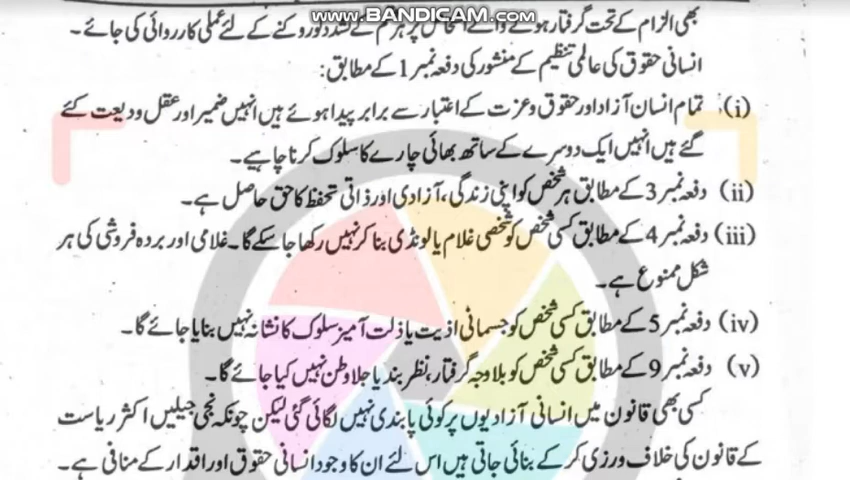 www.BANDICAM.com
بھی الزام کے تحت گرفتار ہونے والے اشخاص پر ہر قسم کے تشدد کو روکنے کے لئے عملی کارروائی کی جائے۔
انسانی حقوق کی عالمی تنظیم کے منشور کی دفعہ نمبر 1 کے مطابق:
(i) تمام انسان آزاد اور حقوق و عزت کے اعتبار سے برابر پیدا ہوئے ہیں انہیں ضمیر اور عقل ودیعت کئے
گئے ہیں انہیں ایک دوسرے کے ساتھ بھائی چارے کا سلوک کرنا چاہیے۔
(ii) دفعہ نمبر 3 کے مطابق ہر شخص کو اپنی زندگی، آزادی اور ذاتی تحفظ کا حق حاصل ہے۔
(iii) دفعہ نمبر 4 کے مطابق کسی شخص کو شخصی غلام یا لونڈی بنا کر نہیں رکھا جا سکے گا۔ غلامی اور بردہ فروشی کی ہر
شکل ممنوع ہے۔
(iv) دفعہ نمبر 5 کے مطابق کسی شخص کو جسمانی اذیت یا ذلت آمیز سلوک کا نشانہ نہیں بنایا جائے گا۔
(v) دفعہ نمبر 9 کے مطابق کسی شخص کو بلاوجہ گرفتار، نظر بند یا جلاوطن نہیں کیا جائے گا۔
کسی بھی قانون میں انسانی آزادیوں پر کوئی پابندی نہیں لگائی گئی لیکن چونکہ نجی جیلیں اکثر ریاست
کے قانون کی خلاف ورزی کر کے بنائی جاتی ہیں اس لئے ان کا وجود انسانی حقوق اور اقدار کے منافی ہے۔